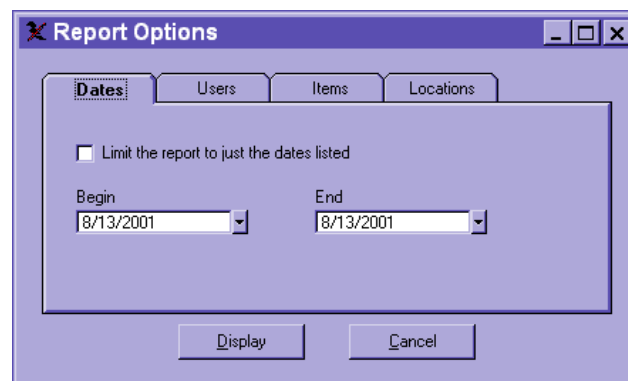 Report Options
Dates Users Items Locations
Limit the report to just the dates listed
Begin End
8/13/2001 8/13/2001
Display Cancel